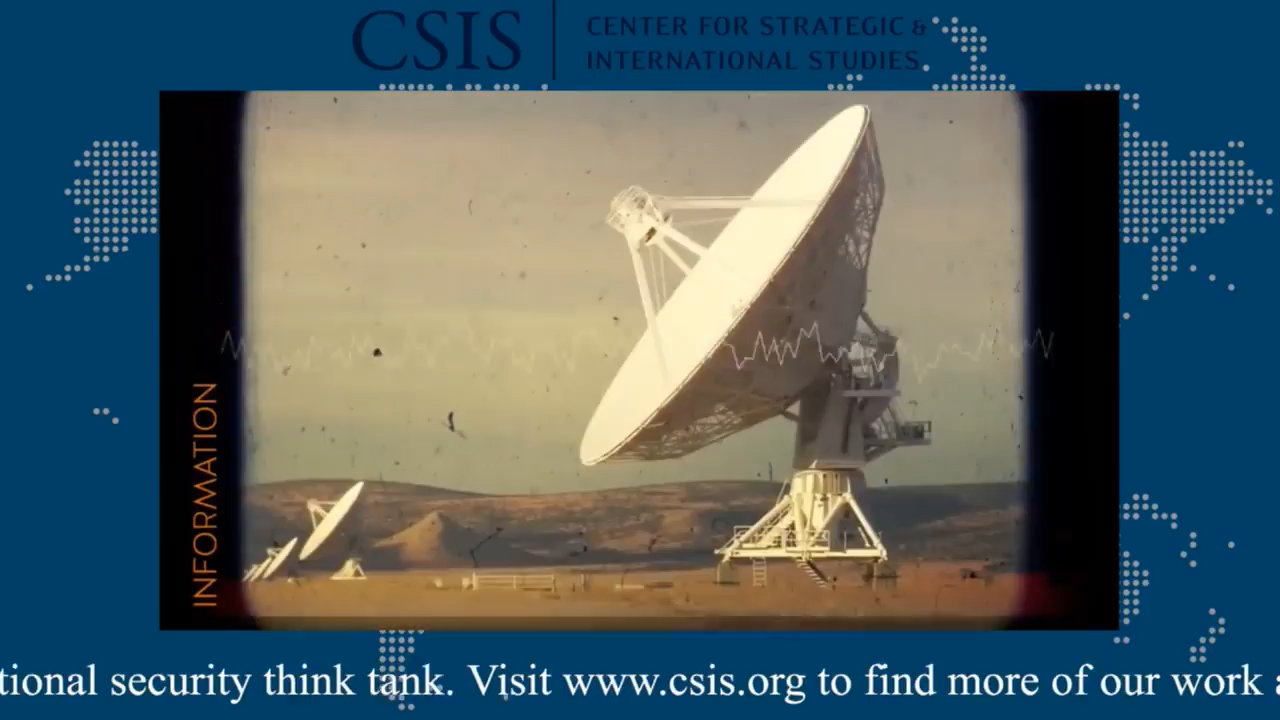 CSIS
CENTER FOR STRATEGIC &
INTERNATIONAL STUDIES
INFORMATION
tional security think tank. Visit www.csis.org to find more of our work a